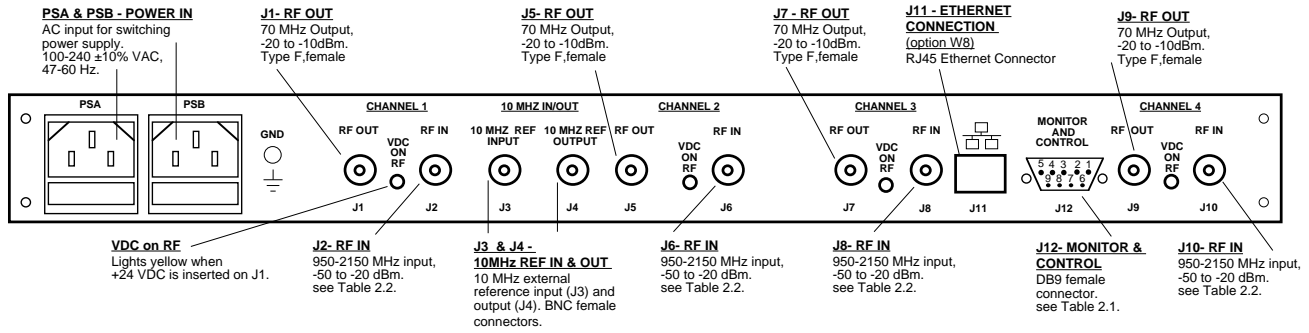 PSA & PSB - POWER IN
AC input for switching
power supply.
100-240 ±10% VAC,
47-60 Hz.
J1- RF OUT
70 MHz Output,
-20 to -10dBm.
Type F,female
J5- RF OUT
70 MHz Output,
-20 to -10dBm.
Type F,female
J7 - RF OUT
70 MHz Output,
-20 to -10dBm.
Type F,female
J11 - ETHERNET
CONNECTION
(option W8)
RJ45 Ethernet Connector
J9- RF OUT
70 MHz Output,
-20 to -10dBm.
Type F,female
PSA
PSB
GND
CHANNEL 1
RF OUT
VDC
ON
RF
RF IN
J1
J2
10 MHZ IN/OUT
10 MHZ REF
INPUT
10 MHZ REF
OUTPUT
J3
J4
CHANNEL 2
RF OUT
VDC
ON
RF
RF IN
J5
J6
CHANNEL 3
RF OUT
VDC
ON
RF
RF IN
J7
J8
J11
MONITOR
AND
CONTROL
5 4 3 2 1
9 8 7 6
J12
CHANNEL 4
RF OUT
VDC
ON
RF
RF IN
J9
J10
VDC on RF
Lights yellow when
+24 VDC is inserted on J1.
J2- RF IN
950-2150 MHz input,
-50 to -20 dBm.
see Table 2.2.
J3 & J4 -
10MHz REF IN & OUT
10 MHz external
reference input (J3) and
output (J4). BNC female
connectors.
J6- RF IN
950-2150 MHz input,
-50 to -20 dBm.
see Table 2.2.
J8- RF IN
950-2150 MHz input,
-50 to -20 dBm.
see Table 2.2.
J12- MONITOR &
CONTROL
DB9 female
connector.
see Table 2.1.
J10- RF IN
950-2150 MHz input,
-50 to -20 dBm.
see Table 2.2.